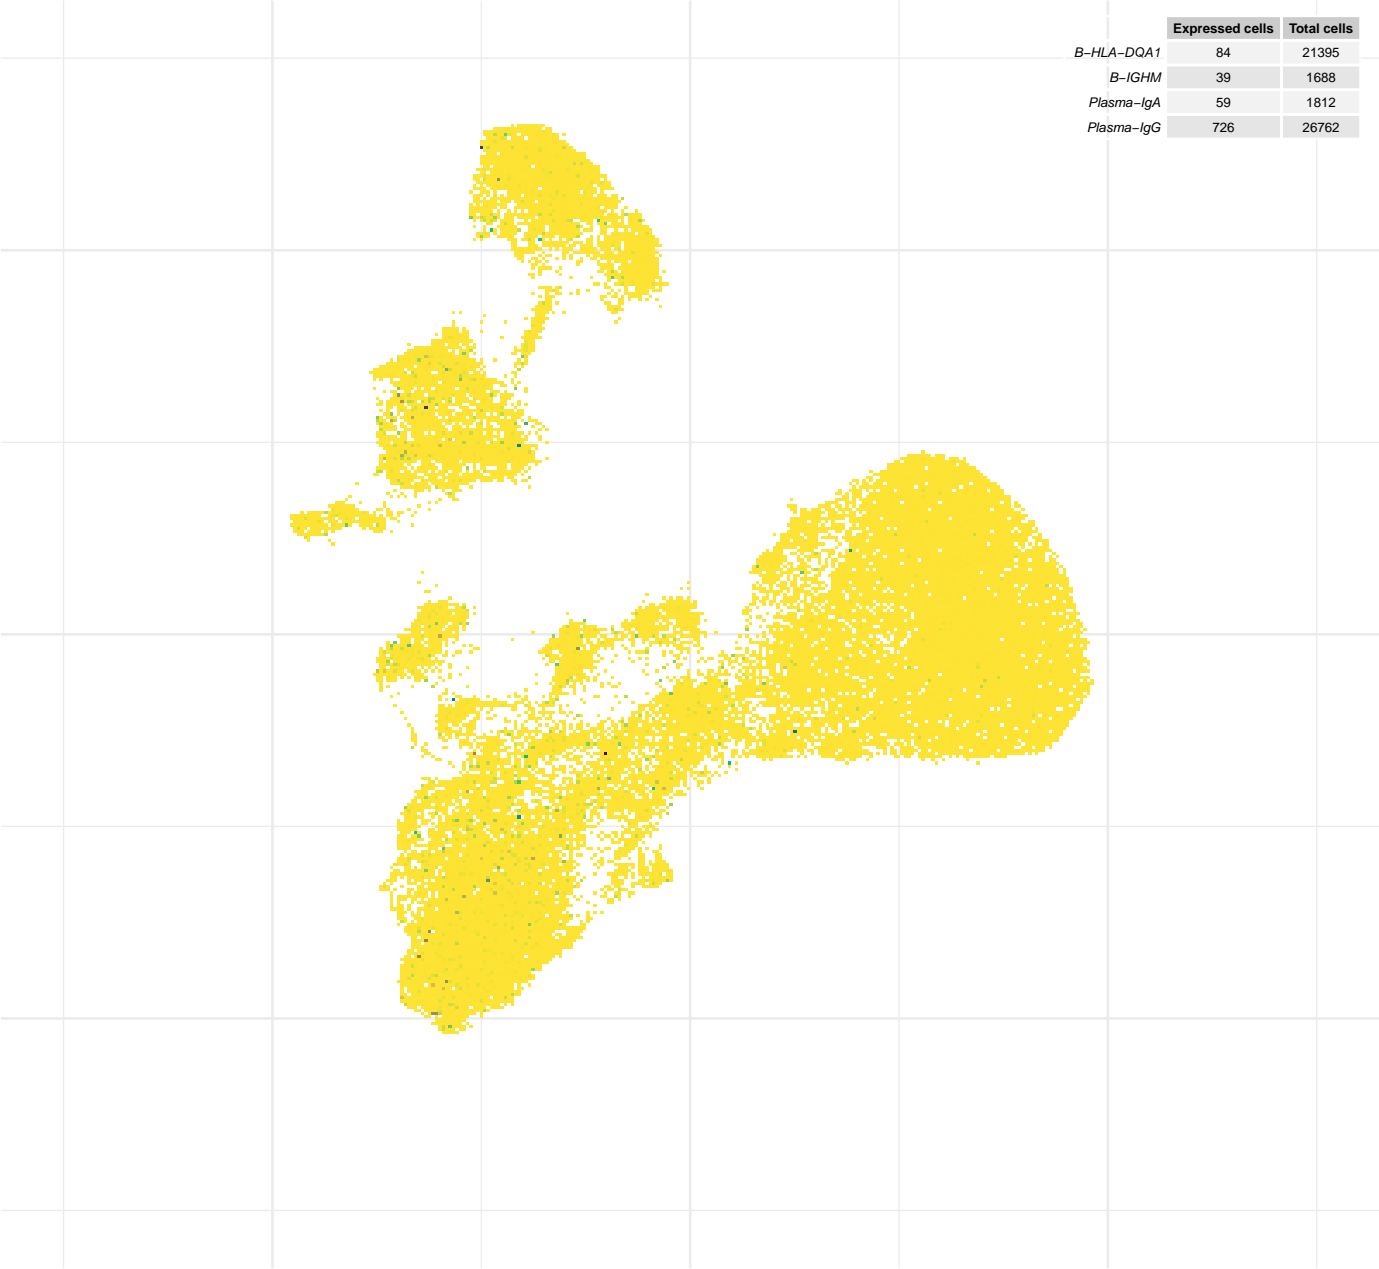 Expressed cells Total cells
B−HLA−DQA1 84 21395
B−IGHM 39 1688
Plasma−IgA 59 1812
Plasma−IgG 726 26762